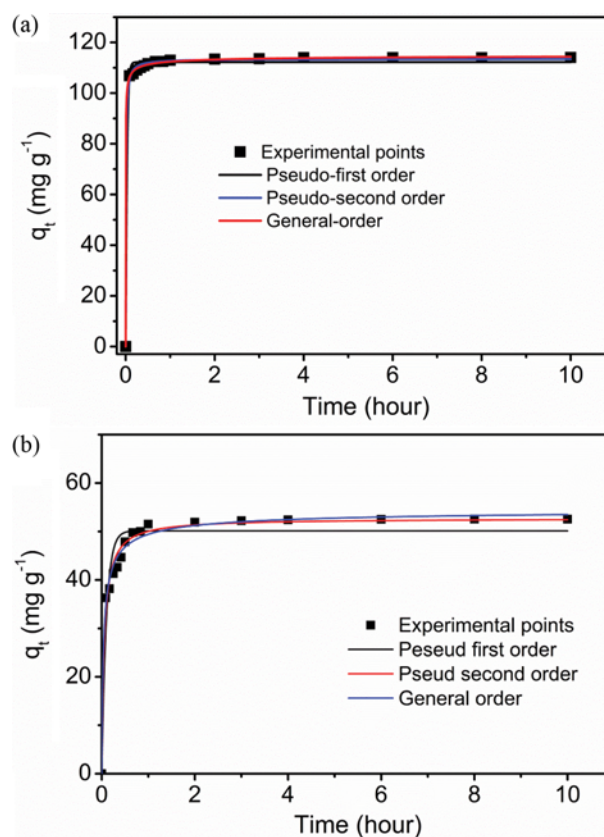 (a)
120
100
80
60
40
20
0
q_t (mg g⁻¹)
Experimental points
Pseudo-first order
Pseudo-second order
General-order
0 2 4 6 8 10
Time (hour)
(b)
60
40
20
0
q_t (mg g⁻¹)
Experimental points
Peseud first order
Pseud second order
General order
0 2 4 6 8 10
Time (hour)